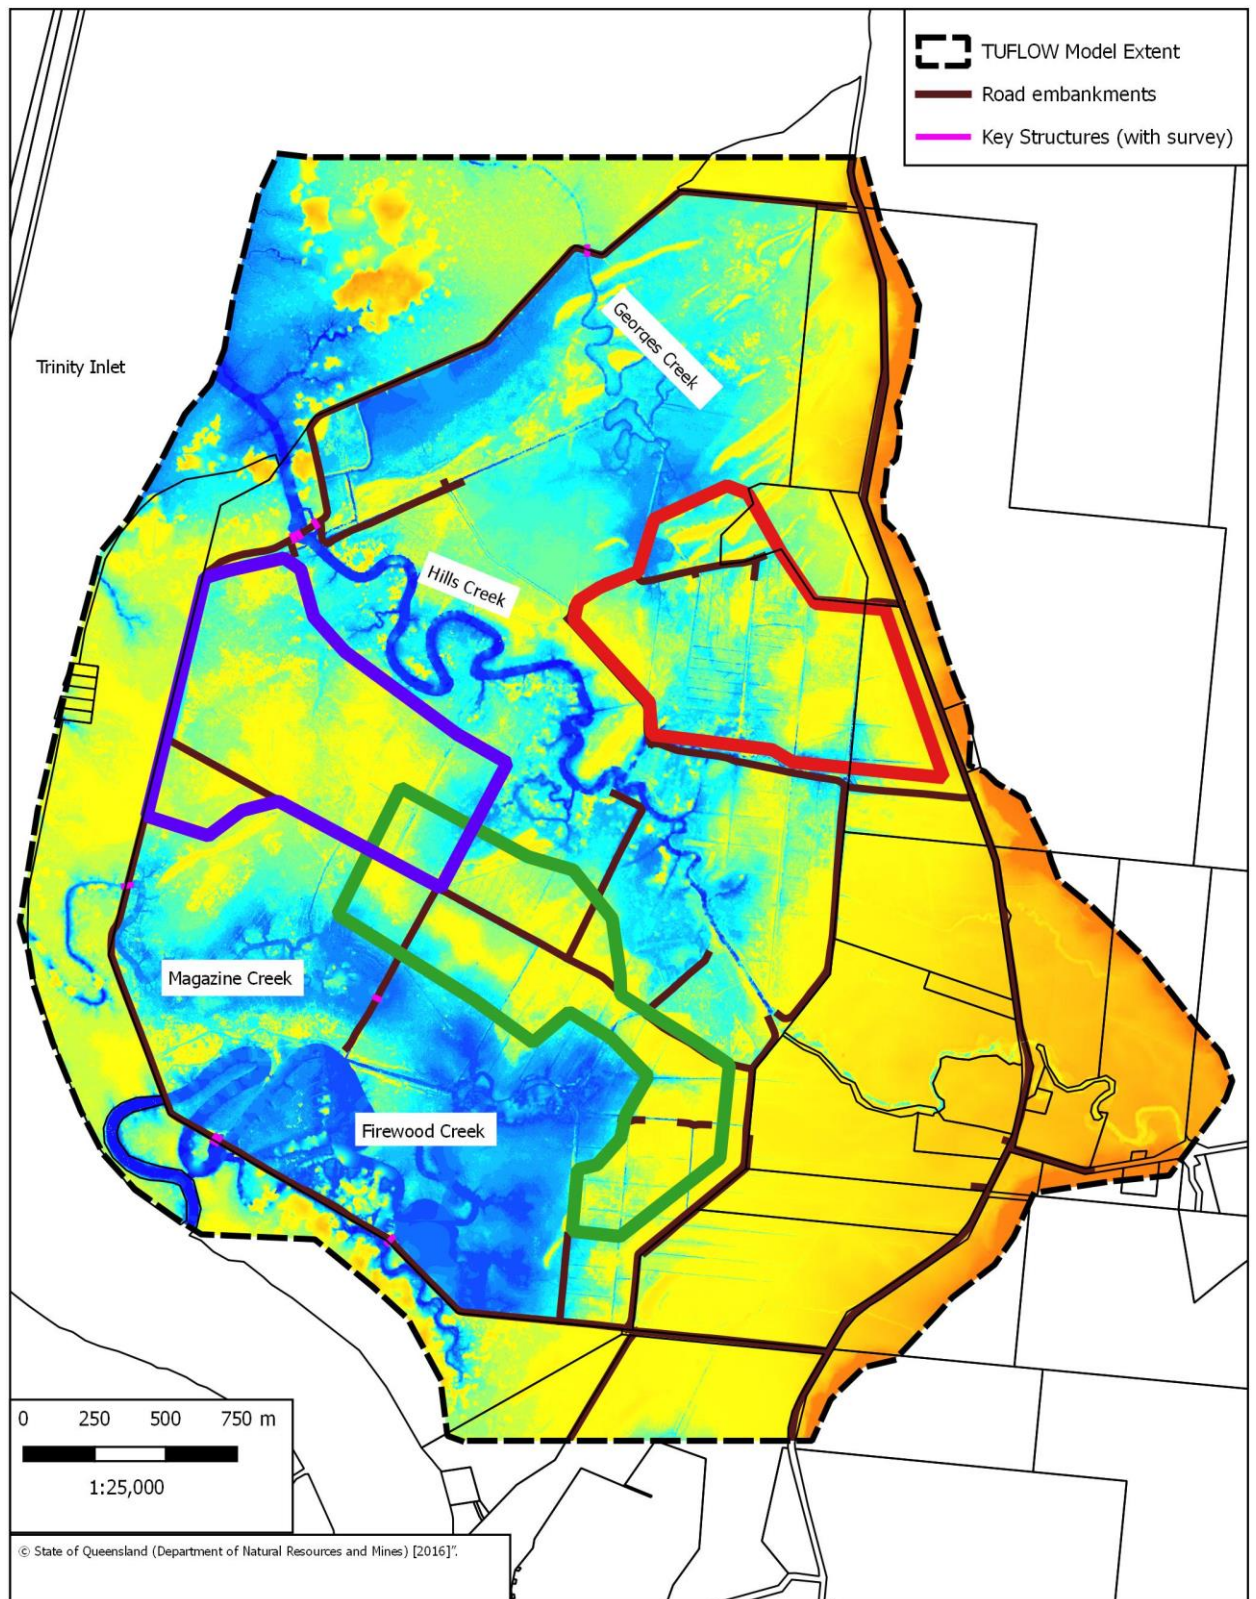 TUFLOW Model Extent
Road embankments
Key Structures (with survey)
Georges Creek
Trinity Inlet
Hills Creek
Magazine Creek
Firewood Creek
0 250 500 750 m
1:25,000
© State of Queensland (Department of Natural Resources and Mines) [2016]".